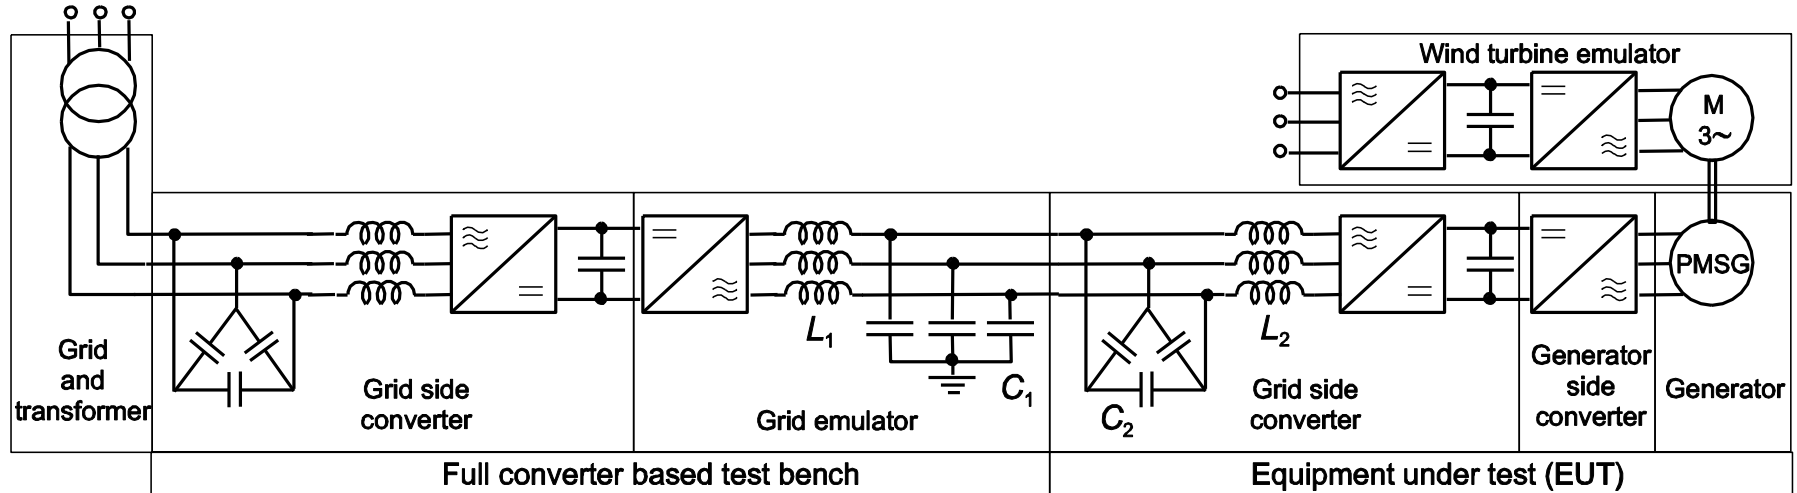 Wind turbine emulator
M
3~
PMSG
L1
L2
Grid
and
transformer
Grid side
converter
Grid emulator
C1
C2
Grid side
converter
Generator
side
converter
Generator
Full converter based test bench
Equipment under test (EUT)